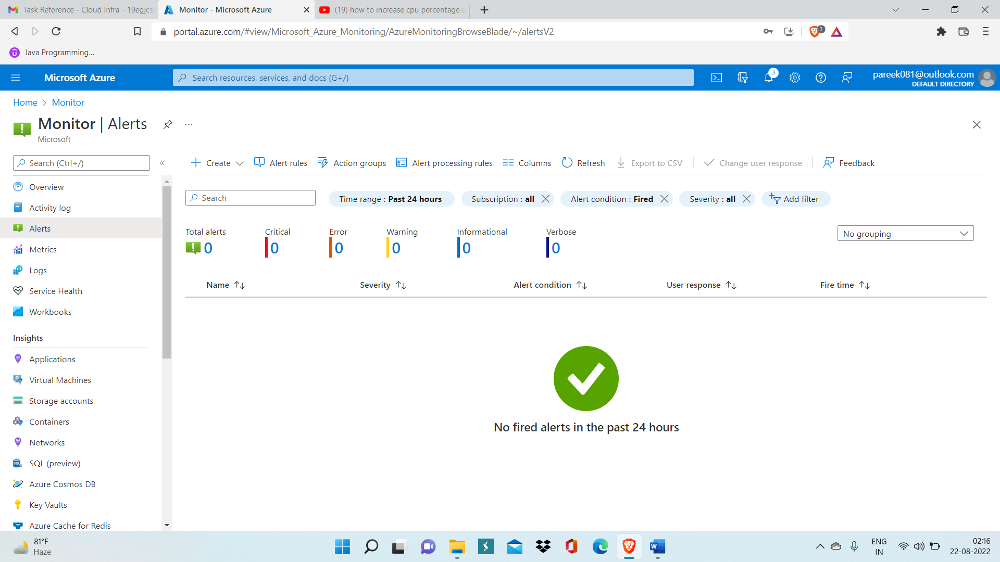 Task Reference - Cloud Infra - 19egjcs8
Monitor - Microsoft Azure
(19) how to increase cpu percentage u
portal.azure.com/#view/Microsoft_Azure_Monitoring/AzureMonitoringBrowseBlade/~/alertsV2
3
Java Programming...
Microsoft Azure
Search resources, services, and docs (G+/)
3
pareek081@outlook.com
DEFAULT DIRECTORY
Home > Monitor
Monitor | Alerts
...
Microsoft
Search (Ctrl+/)
«
Create
Alert rules
Action groups
Alert processing rules
Columns
Refresh
Export to CSV
Change user response
Feedback
Overview
Activity log
Alerts
Metrics
Logs
Service Health
Workbooks
Insights
Applications
Virtual Machines
Storage accounts
Containers
Networks
SQL (preview)
Azure Cosmos DB
Key Vaults
Azure Cache for Redis
Search
Time range : Past 24 hours
Subscription : all
Alert condition : Fired
Severity : all
Add filter
Total alerts
0
Critical
0
Error
0
Warning
0
Informational
0
Verbose
0
No grouping
Name
Severity
Alert condition
User response
Fire time
No fired alerts in the past 24 hours
81°F
Haze
ENG
IN
02:16
22-08-2022